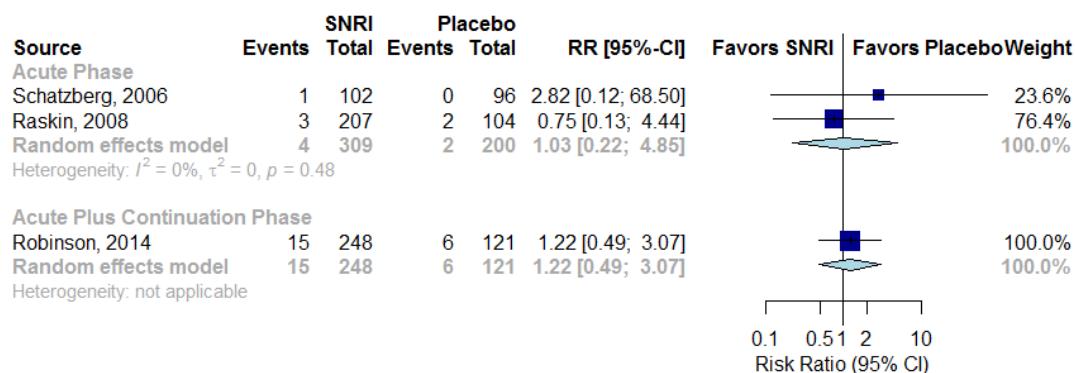 SNRI Placebo
Source Events Total Events Total RR [95%-CI] Favors SNRI Favors Placebo Weight
Acute Phase
Schatzberg, 2006 1 102 0 96 2.82 [0.12; 68.50] 23.6%
Raskin, 2008 3 207 2 104 0.75 [0.13; 4.44] 76.4%
Random effects model 4 309 2 200 1.03 [0.22; 4.85] 100.0%
Heterogeneity: I² = 0%, τ² = 0, p = 0.48
Acute Plus Continuation Phase
Robinson, 2014 15 248 6 121 1.22 [0.49; 3.07] 100.0%
Random effects model 15 248 6 121 1.22 [0.49; 3.07] 100.0%
Heterogeneity: not applicable
0.1 0.5 1 2 10
Risk Ratio (95% CI)